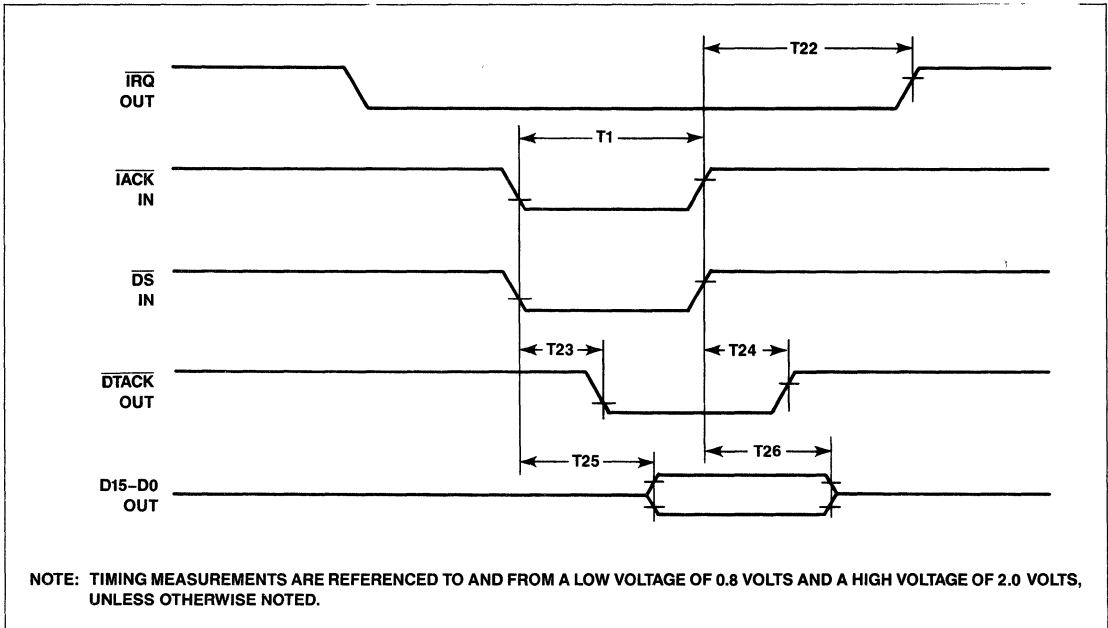 T22
IRQ
OUT
T1
IACK
IN
DS
IN
T23
T24
DTACK
OUT
T25
T26
D15–D0
OUT
NOTE: TIMING MEASUREMENTS ARE REFERENCED TO AND FROM A LOW VOLTAGE OF 0.8 VOLTS AND A HIGH VOLTAGE OF 2.0 VOLTS,
UNLESS OTHERWISE NOTED.